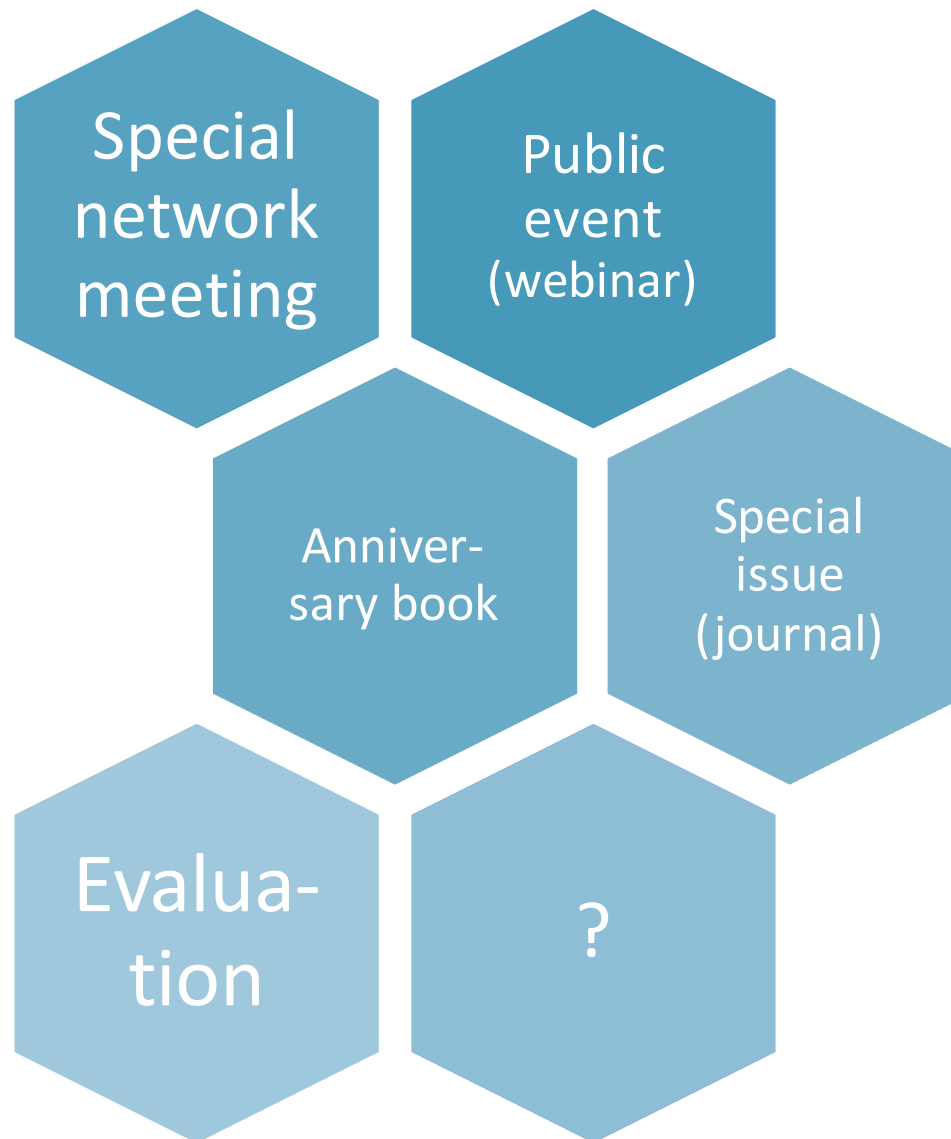 Special
network
meeting
Public
event
(webinar)
Anniver-
sary book
Special
issue
(journal)
Evalua-
tion
?